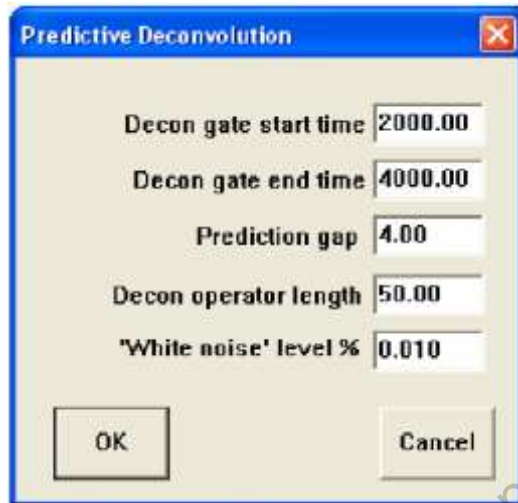 Predictive Deconvolution
Decon gate start time 2000.00
Decon gate end time 4000.00
Prediction gap 4.00
Decon operator length 50.00
'White noise' level % 0.010
OK Cancel